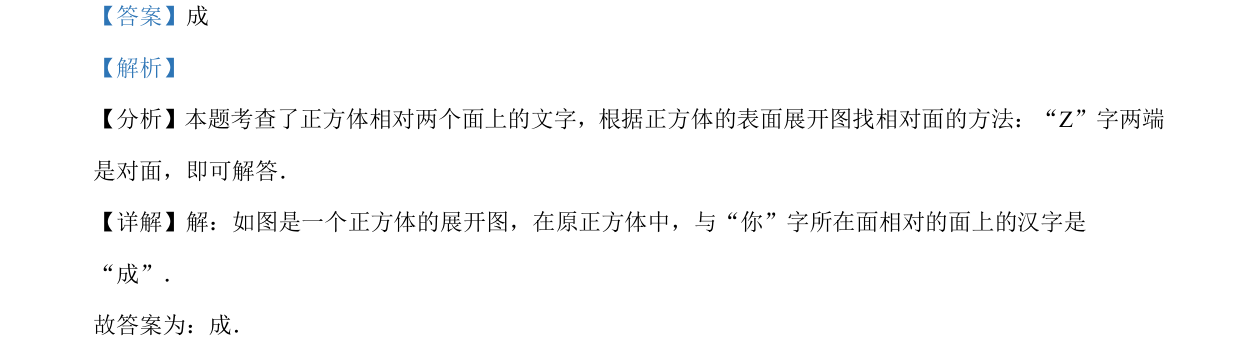 【答案】成
【解析】
【分析】本题考查了正方体相对两个面上的文字，根据正方体的表面展开图找相对面的方法：“Z”字两端
是对面，即可解答．
【详解】解：如图是一个正方体的展开图，在原正方体中，与“你”字所在面相对的面上的汉字是
“成”．
故答案为：成．